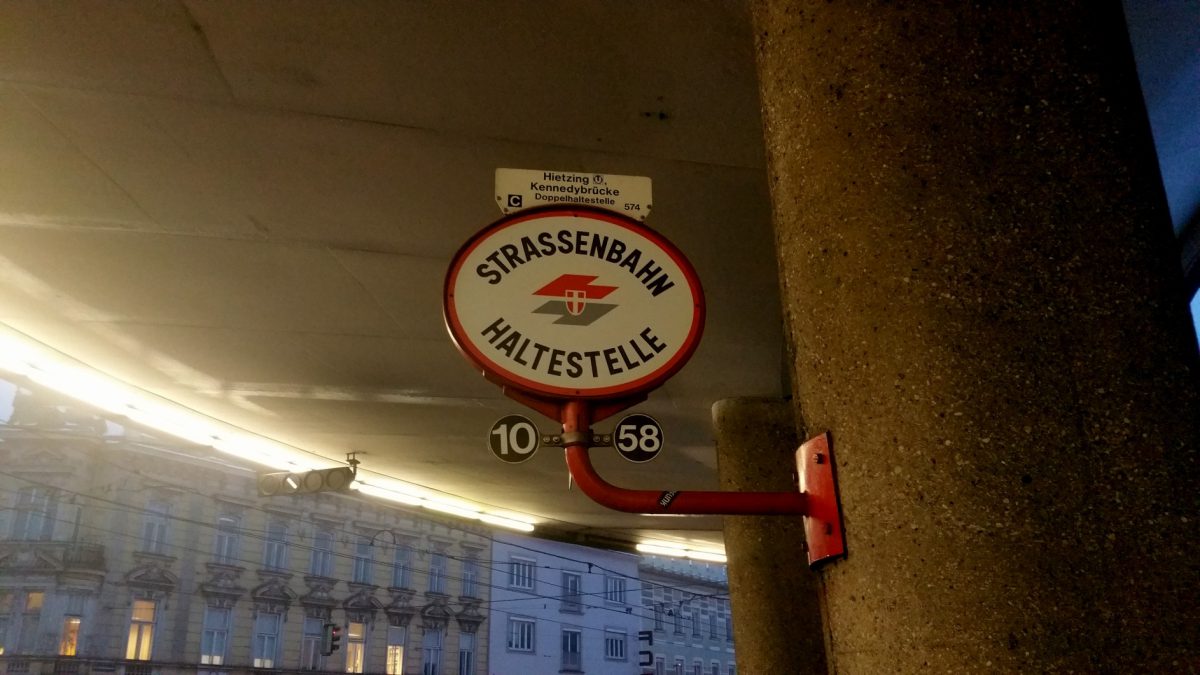 Hietzing U,
Kennedybrücke
C Doppelhaltestelle 574
STRASSENBAHN
HALTESTELLE
10 58